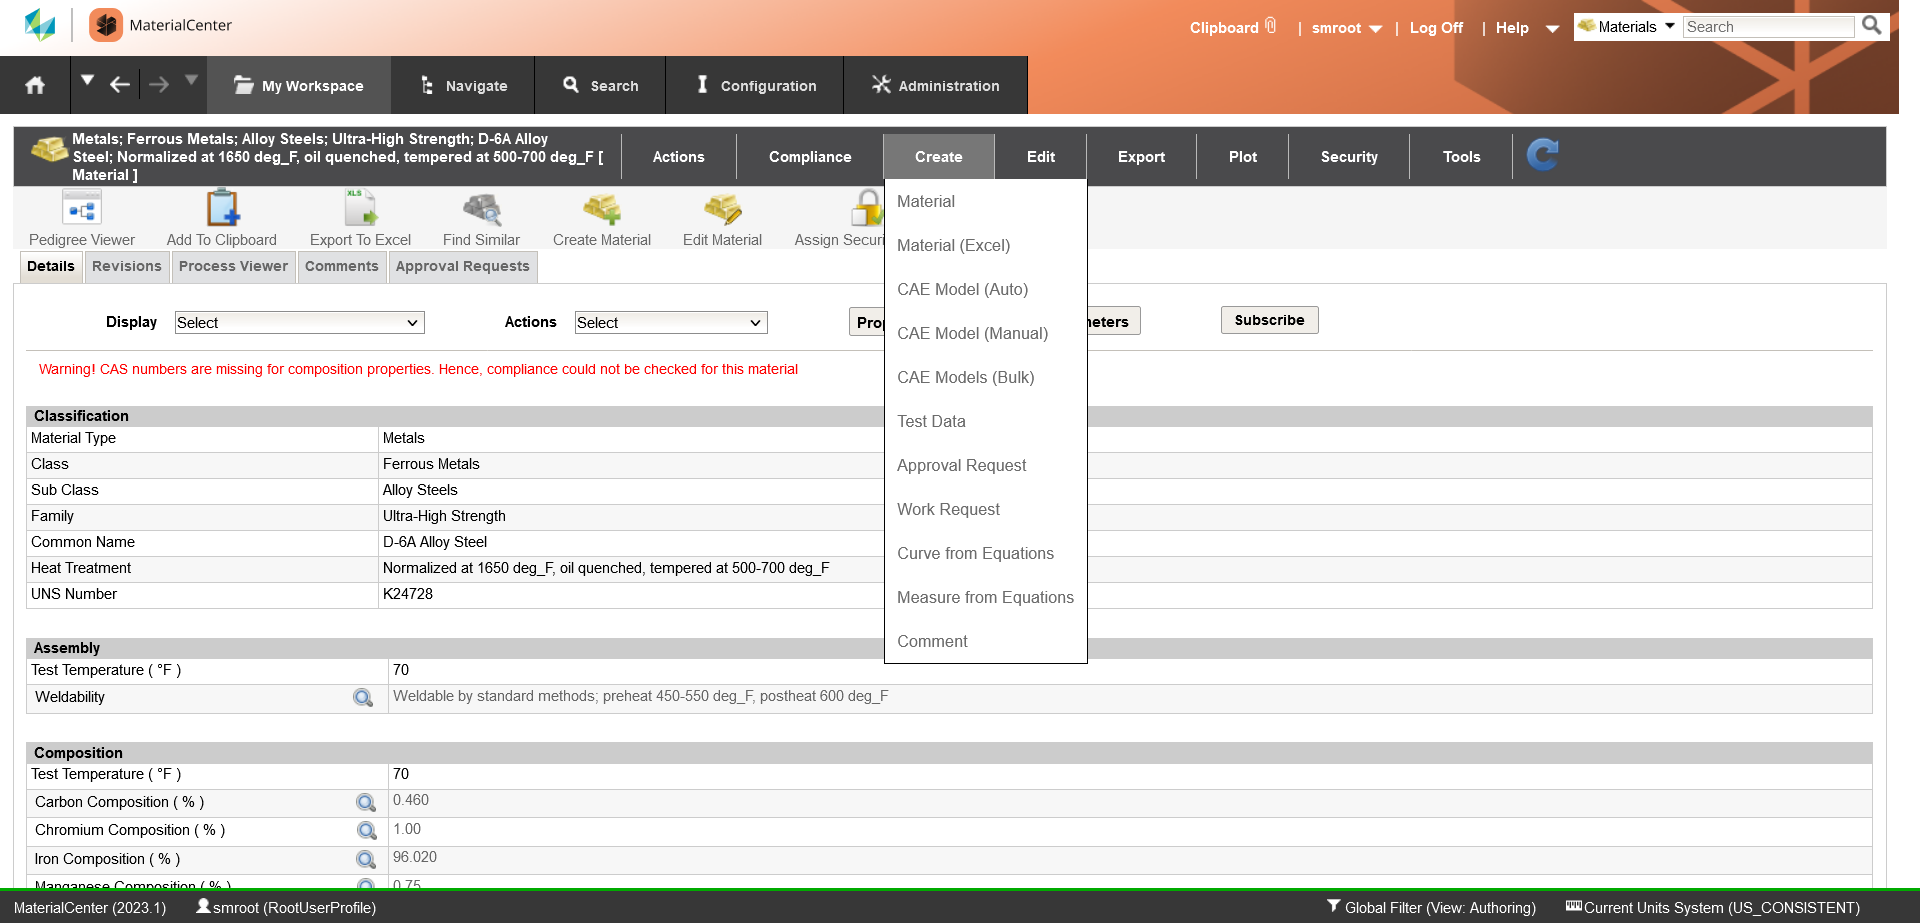 MaterialCenter
Clipboard | smroot | Log Off | Help Materials Search
My Workspace Navigate Search Configuration Administration
Metals; Ferrous Metals; Alloy Steels; Ultra-High Strength; D-6A Alloy
Steel; Normalized at 1650 deg_F, oil quenched, tempered at 500-700 deg_F [
Material ]
Actions Compliance Create Edit Export Plot Security Tools
XLS
Pedigree Viewer Add To Clipboard Export To Excel Find Similar Create Material Edit Material Assign Securi
Details Revisions Process Viewer Comments Approval Requests
Material
Material (Excel)
CAE Model (Auto)
CAE Model (Manual)
CAE Models (Bulk)
Test Data
Approval Request
Work Request
Curve from Equations
Measure from Equations
Comment
Display Select Actions Select Prop eters Subscribe
Warning! CAS numbers are missing for composition properties. Hence, compliance could not be checked for this material
Classification
Material Type Metals
Class Ferrous Metals
Sub Class Alloy Steels
Family Ultra-High Strength
Common Name D-6A Alloy Steel
Heat Treatment Normalized at 1650 deg_F, oil quenched, tempered at 500-700 deg_F
UNS Number K24728
Assembly
Test Temperature ( °F ) 70
Weldability Weldable by standard methods; preheat 450-550 deg_F, postheat 600 deg_F
Composition
Test Temperature ( °F ) 70
Carbon Composition ( % ) 0.460
Chromium Composition ( % ) 1.00
Iron Composition ( % ) 96.020
Manganese Composition ( % ) 0.75
MaterialCenter (2023.1) smroot (RootUserProfile) Global Filter (View: Authoring) Current Units System (US_CONSISTENT)